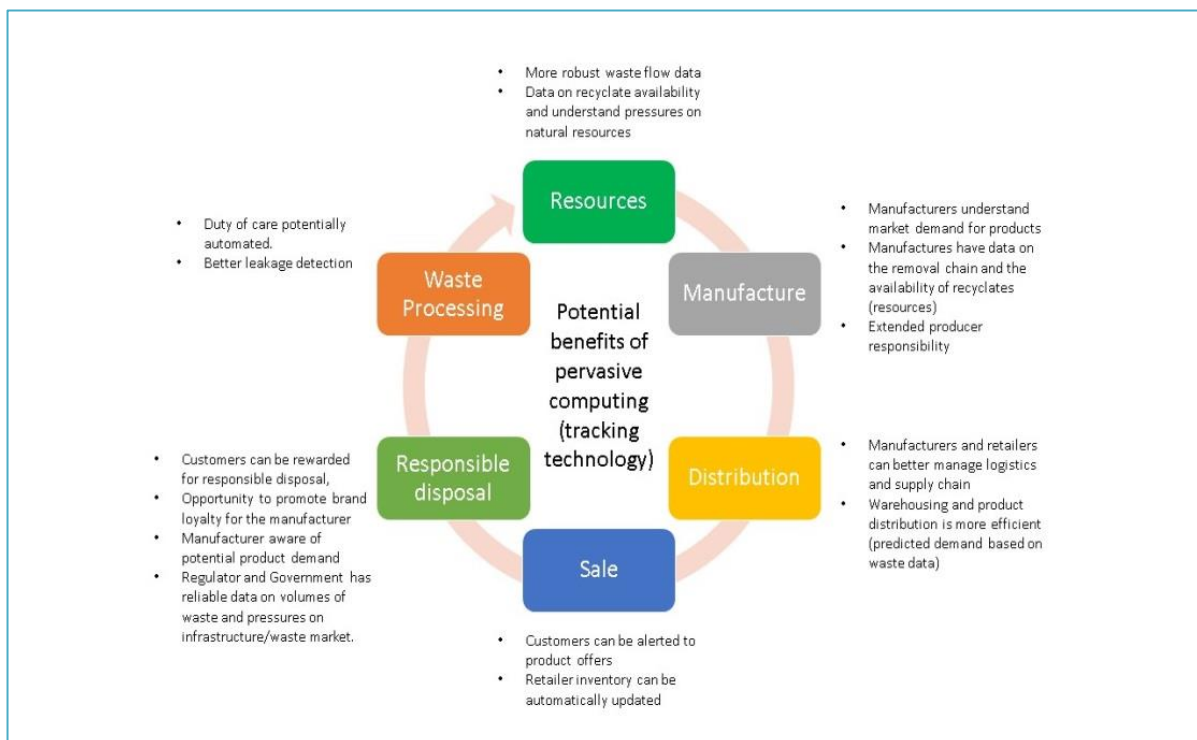 • More robust waste flow data
• Data on recyclate availability
and understand pressures on
natural resources
Resources
• Manufacturers understand
market demand for products
• Manufactures have data on
the removal chain and the
availability of recyclates
(resources)
• Extended producer
responsibility
Manufacture
• Manufacturers and retailers
can better manage logistics
and supply chain
• Warehousing and product
distribution is more efficient
(predicted demand based on
waste data)
Distribution
Sale
• Customers can be alerted to
product offers
• Retailer inventory can be
automatically updated
Responsible
disposal
• Customers can be rewarded
for responsible disposal,
• Opportunity to promote brand
loyalty for the manufacturer
• Manufacturer aware of
potential product demand
• Regulator and Government has
reliable data on volumes of
waste and pressures on
infrastructure/waste market.
Waste
Processing
• Duty of care potentially
automated.
• Better leakage detection
Potential
benefits of
pervasive
computing
(tracking
technology)